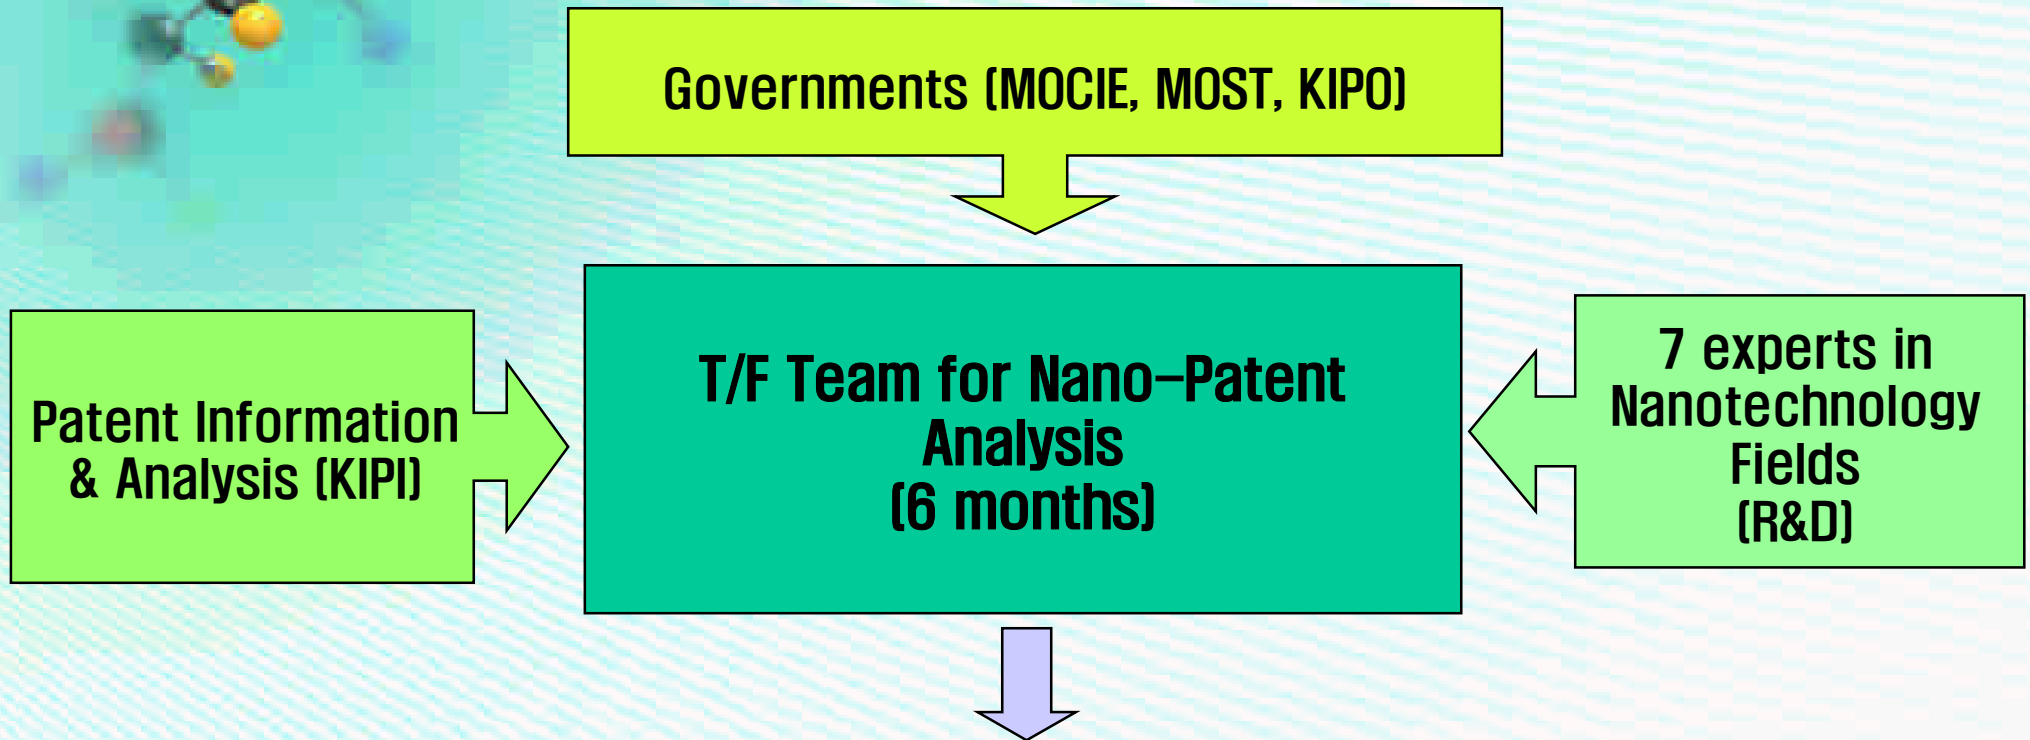 Governments (MOCIE, MOST, KIPO)
Patent Information
& Analysis (KIPI)
T/F Team for Nano-Patent
Analysis
(6 months)
7 experts in
Nanotechnology
Fields
(R&D)